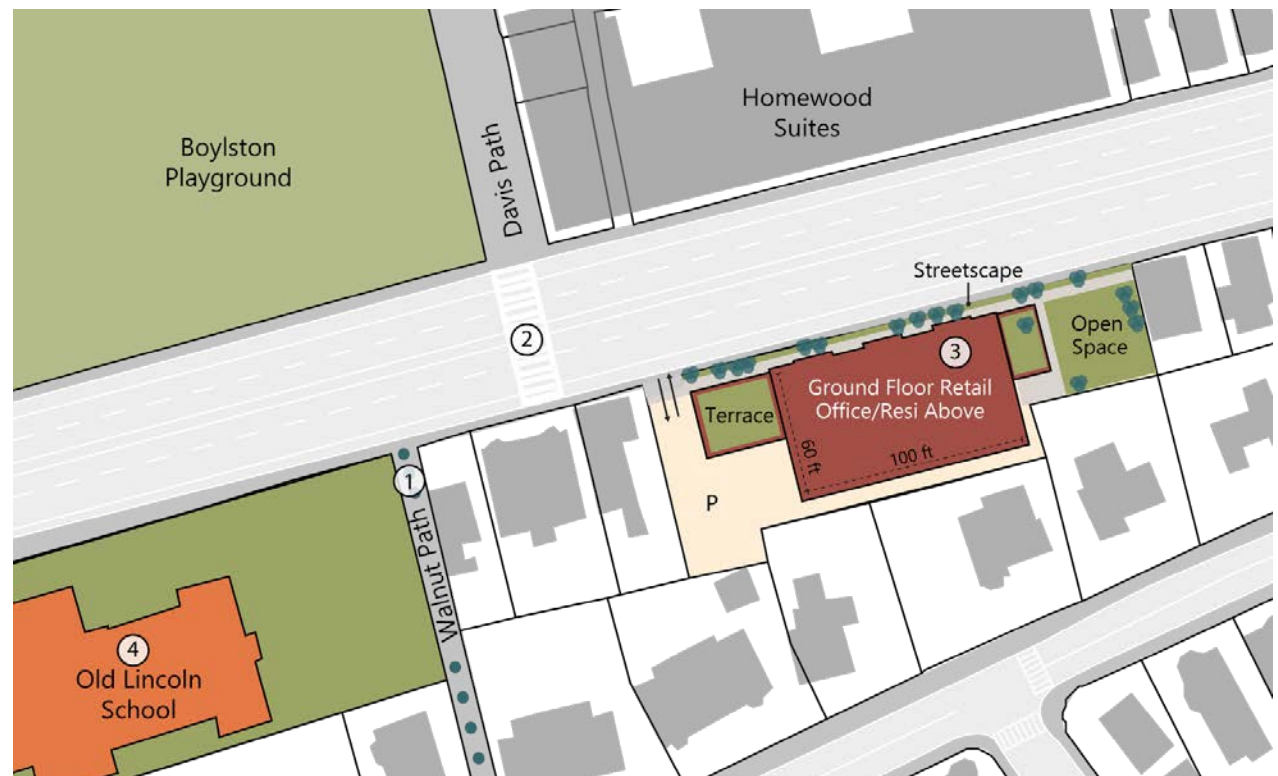 Boylston
Playground
Davis Path
Homewood
Suites
2
Streetscape
3
Open
Space
Ground Floor Retail
Office/Resi Above
Terrace
60 ft
100 ft
P
1
Walnut Path
4
Old Lincoln
School